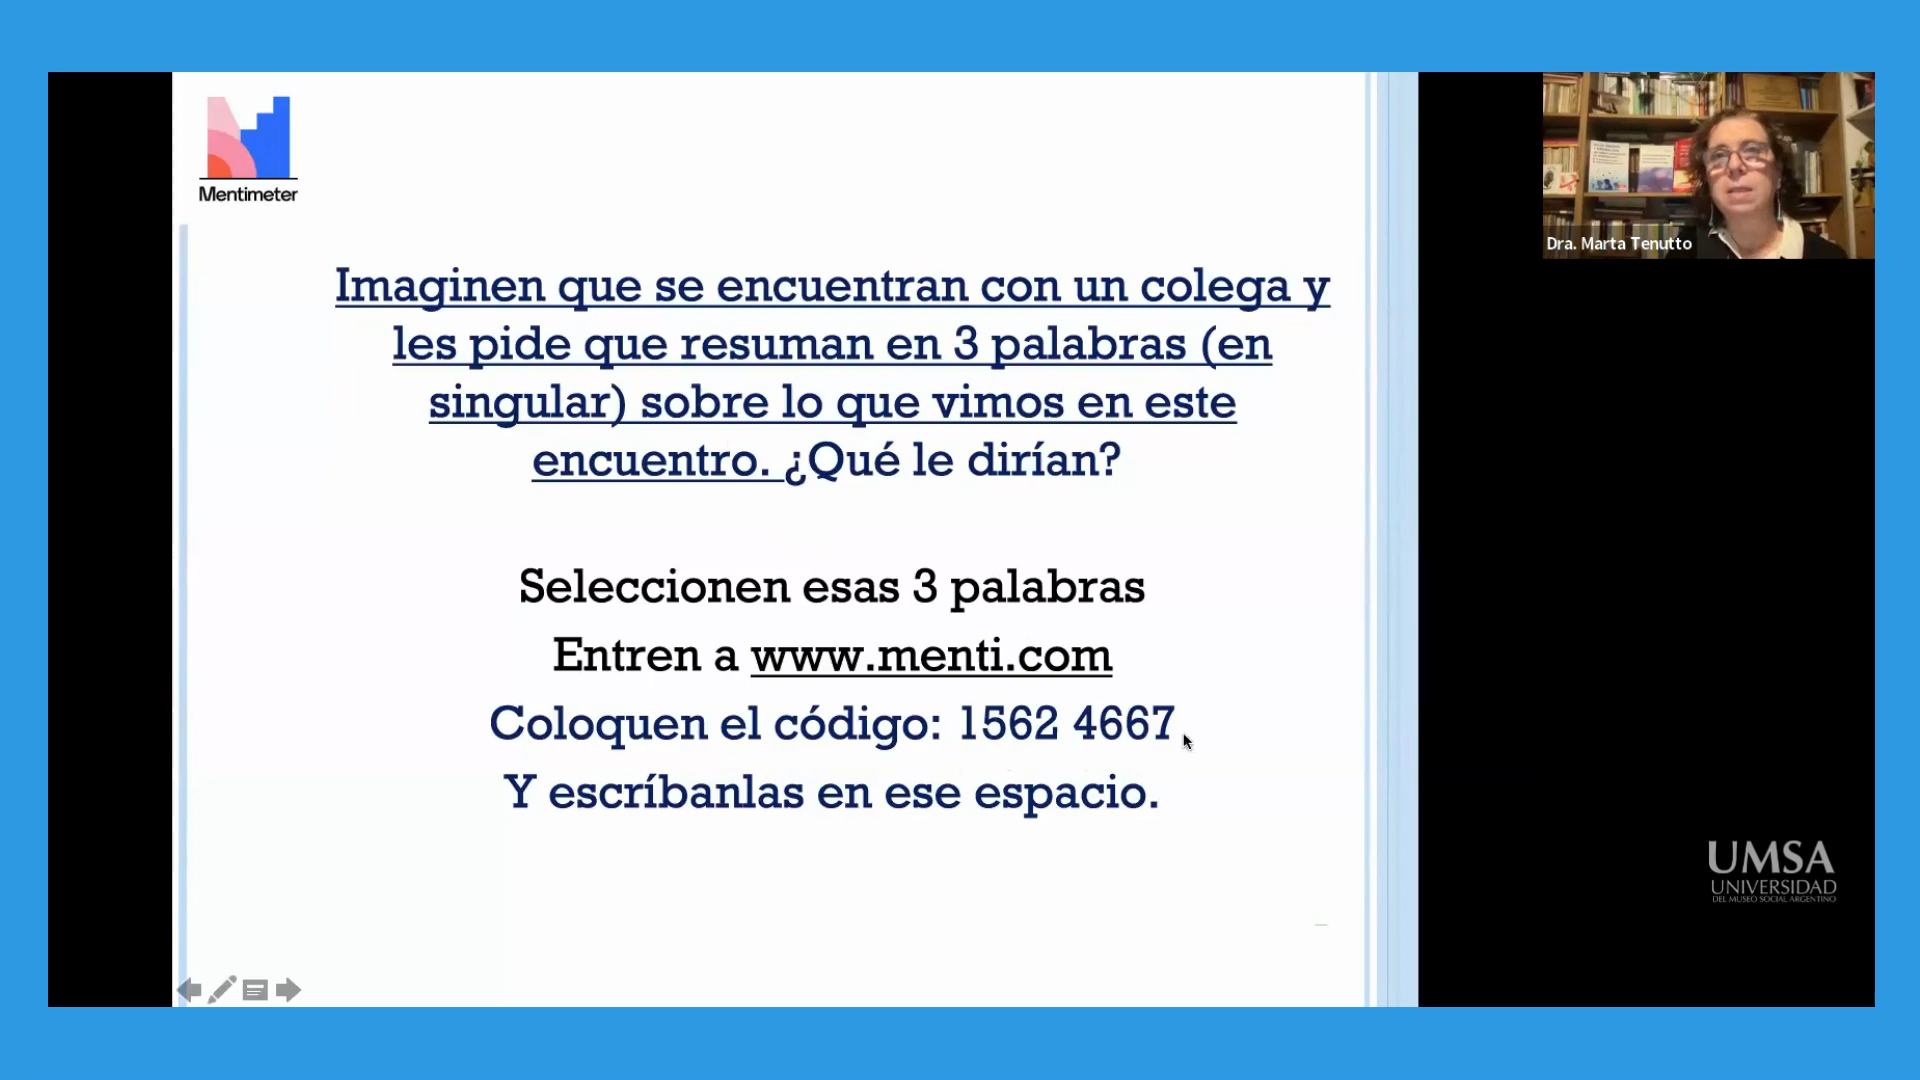 Mentimeter
Imaginen que se encuentran con un colega y
les pide que resuman en 3 palabras (en
singular) sobre lo que vimos en este
encuentro. ¿Qué le dirían?
Seleccionen esas 3 palabras
Entren a www.menti.com
Coloquen el código: 1562 4667
Y escríbanlas en ese espacio.
Dra. Marta Tenutto
UMSA
UNIVERSIDAD
DEL MUSEO SOCIAL ARGENTINO